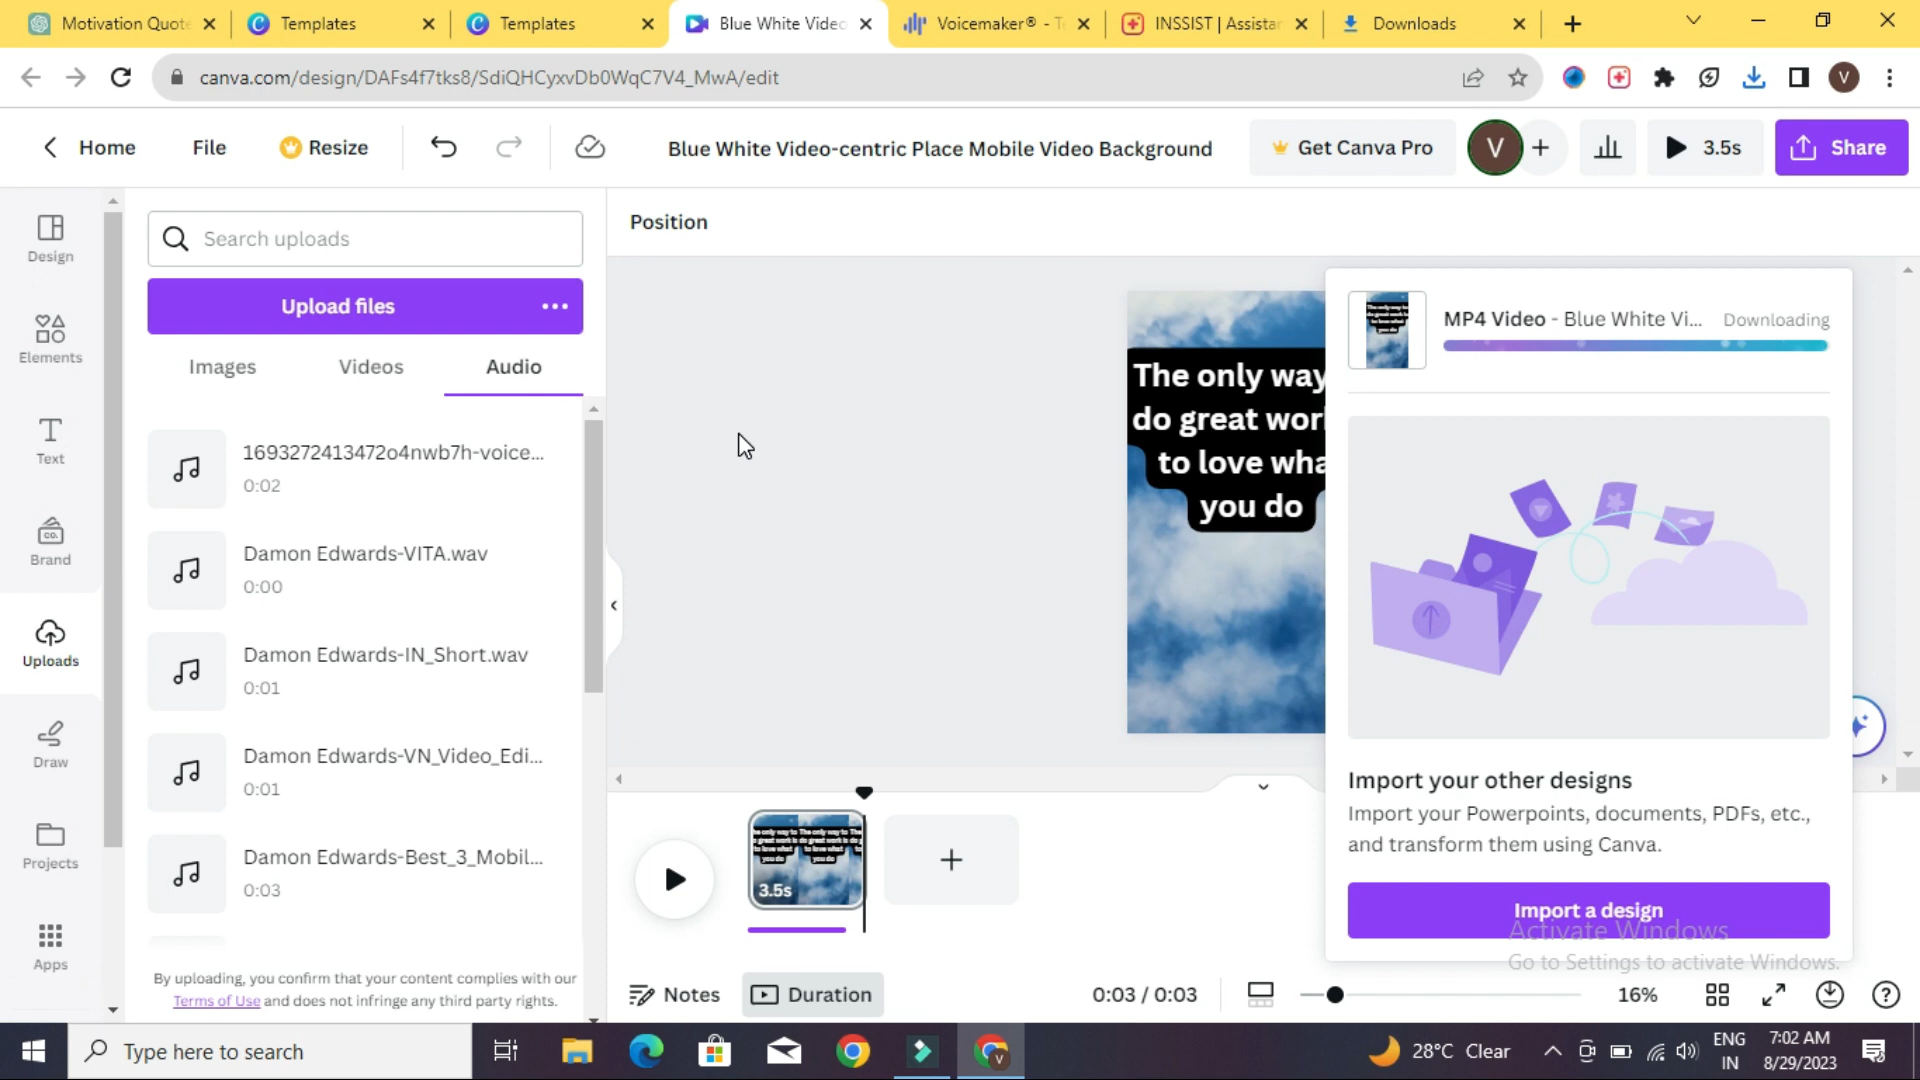 Motivation Quote
Templates
Templates
Blue White Video
Voicemaker® - Te
INSSIST | Assistan
Downloads
canva.com/design/DAFs4f7tks8/SdiQHCyxvDb0WqC7V4_MwA/edit
V
Home
File
Resize
Blue White Video-centric Place Mobile Video Background
Get Canva Pro
V
3.5s
Share
Design
Elements
Text
CO.
Brand
Uploads
Draw
Projects
Apps
Search uploads
Upload files
Images
Videos
Audio
1693272413472o4nwb7h-voice...
0:02
Damon Edwards-VITA.wav
0:00
Damon Edwards-IN_Short.wav
0:01
Damon Edwards-VN_Video_Edi...
0:01
Damon Edwards-Best_3_Mobil...
0:03
By uploading, you confirm that your content complies with our
Terms of Use and does not infringe any third party rights.
Position
The only way
do great wor
to love wha
you do
MP4 Video - Blue White Vi...
Downloading
Import your other designs
Import your Powerpoints, documents, PDFs, etc.,
and transform them using Canva.
Import a design
Activate Windows
Go to Settings to activate Windows.
3.5s
Notes
Duration
0:03 / 0:03
16%
Type here to search
28°C Clear
ENG
IN
7:02 AM
8/29/2023